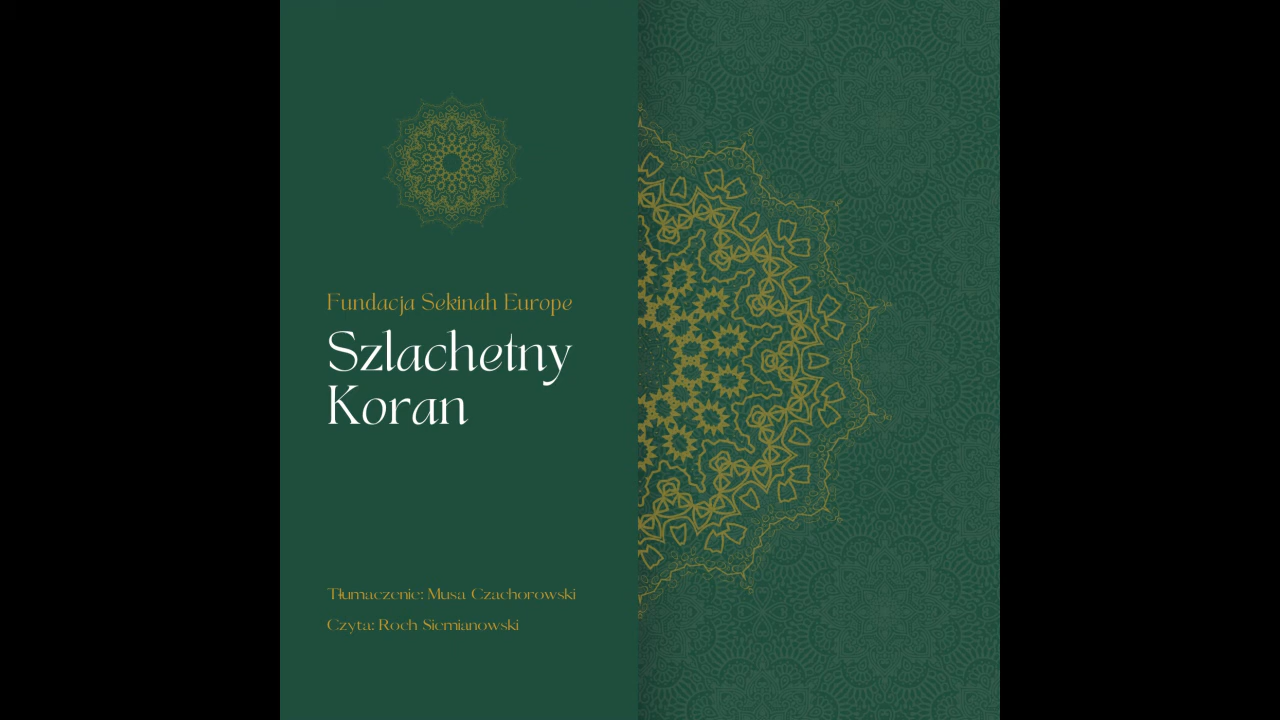 Fundacja Sekinah Europe
Szlachetny
Koran
Tłumaczenie: Musa Czachorowski
Czyta: Roch Siemianowski